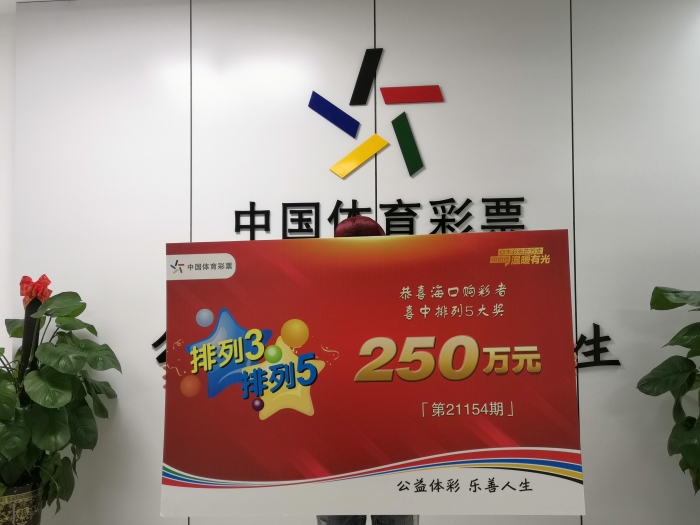 中国体育彩票
中国体育彩票
温暖有光
恭喜海口购彩者
喜中排列5大奖
排列3
排列5
250万元
「第21154期」
公益体彩 乐善人生
生